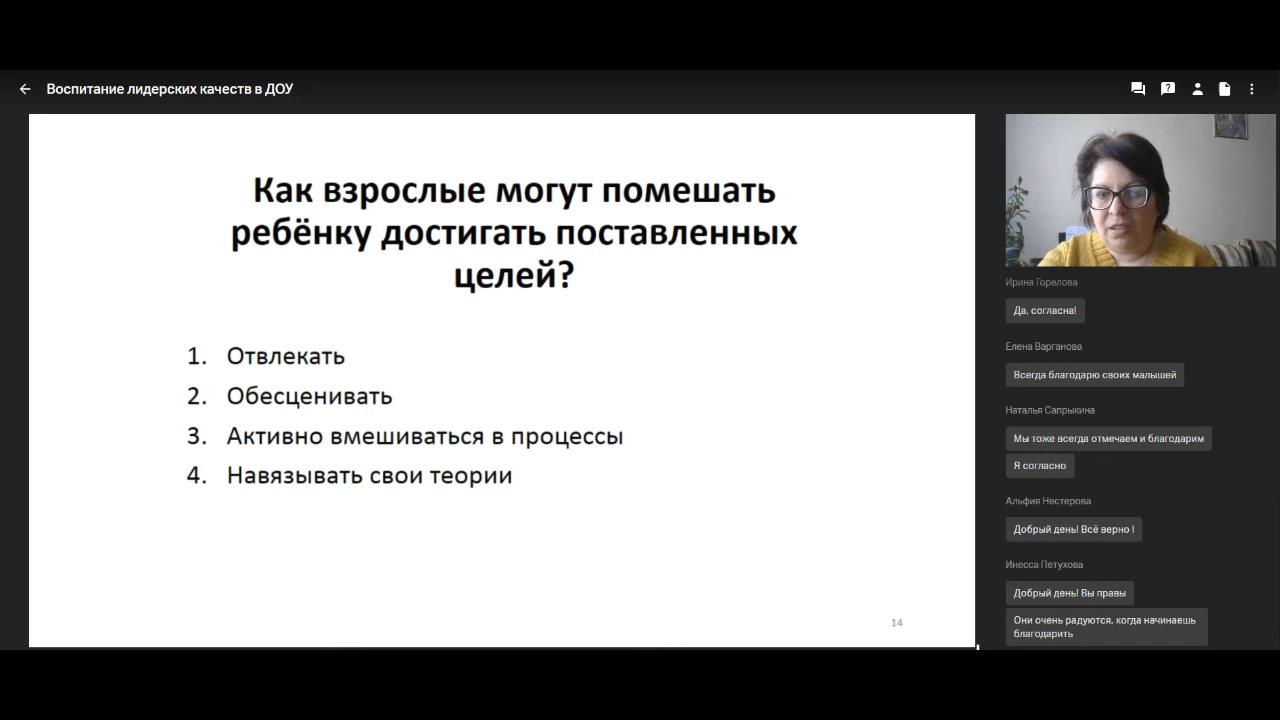 Воспитание лидерских качеств в ДОУ
Как взрослые могут помешать
ребёнку достигать поставленных
целей?
1. Отвлекать
2. Обесценивать
3. Активно вмешиваться в процессы
4. Навязывать свои теории
14
Ирина Горелова
Да, согласна!
Елена Варганова
Всегда благодарю своих малышей
Наталья Сапрыкина
Мы тоже всегда отмечаем и благодарим
Я согласно
Альфия Нестерова
Добрый день! Всё верно !
Инесса Петухова
Добрый день! Вы правы
Они очень радуются, когда начинаешь
благодарить